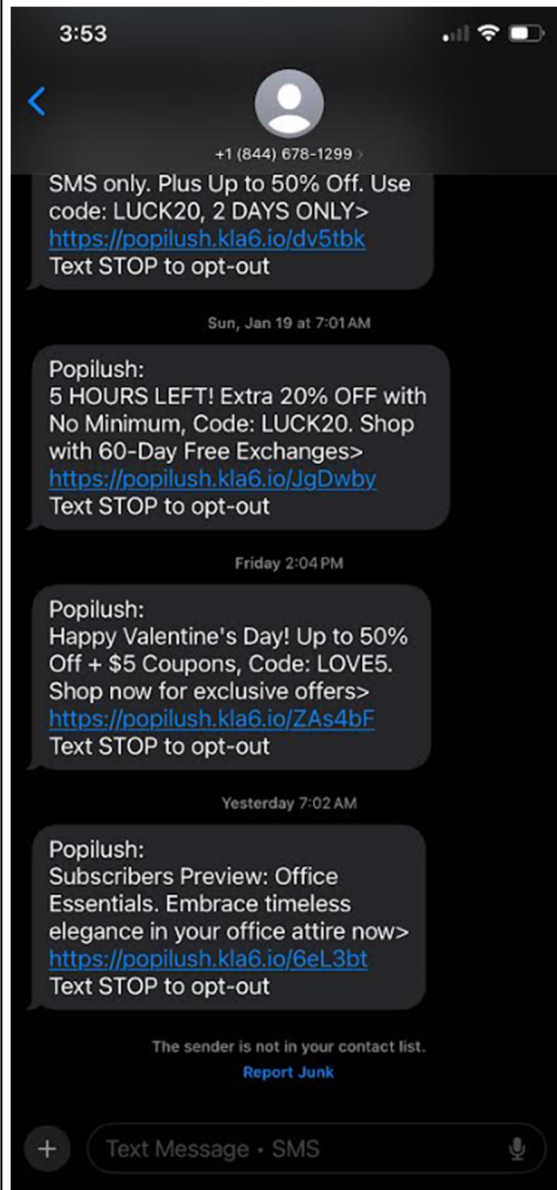 3:53
+1 (844) 678-1299 >
SMS only. Plus Up to 50% Off. Use
code: LUCK20, 2 DAYS ONLY>
https://popilush.kla6.io/dv5tbk
Text STOP to opt-out
Sun, Jan 19 at 7:01 AM
Popilush:
5 HOURS LEFT! Extra 20% OFF with
No Minimum, Code: LUCK20. Shop
with 60-Day Free Exchanges>
https://popilush.kla6.io/JgDwby
Text STOP to opt-out
Friday 2:04 PM
Popilush:
Happy Valentine's Day! Up to 50%
Off + $5 Coupons, Code: LOVE5.
Shop now for exclusive offers>
https://popilush.kla6.io/ZAs4bF
Text STOP to opt-out
Yesterday 7:02 AM
Popilush:
Subscribers Preview: Office
Essentials. Embrace timeless
elegance in your office attire now>
https://popilush.kla6.io/6eL3bt
Text STOP to opt-out
The sender is not in your contact list.
Report Junk
Text Message • SMS